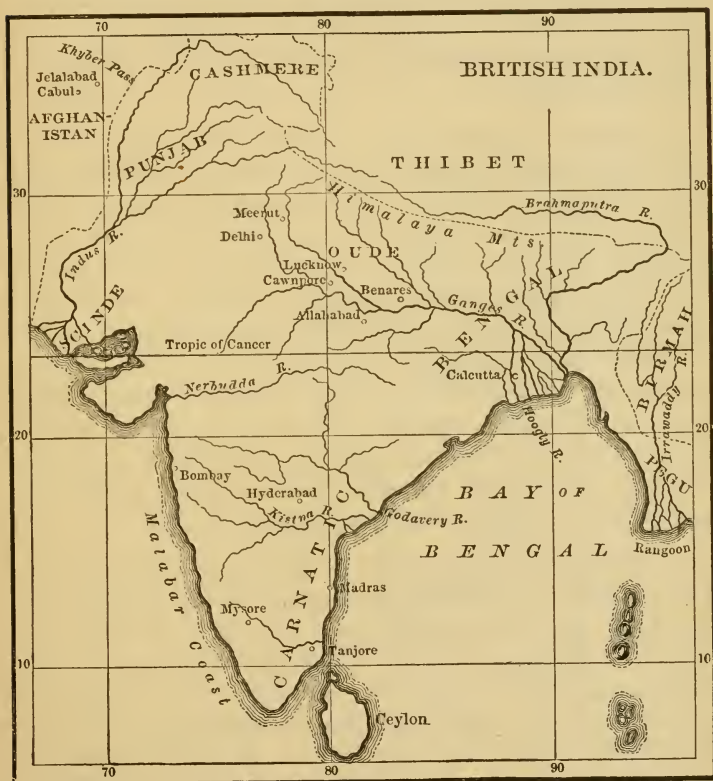 70
80
90
BRITISH INDIA.
Khyber Pass
CASHMERE
Jelalabad
Cabul
AFGHAN-
ISTAN
PUNJAB
THIBET
30
30
Himalaya Mts
Brahmaputra R.
Meerut
Delhi
OUDE
Indus R.
Lucknow
Cawnpore
Benares
Allahabad
Ganges R.
BENGAL
SCINDE
Tropic of Cancer
Calcutta
Nerbudda R.
Hoogly R.
BIRMAH
Irrawaddy R.
20
20
PEGU
Bombay
Hyderabad
Kistna R.
Godavery R.
BAY OF
BENGAL
Rangoon
Malabar Coast
CARNATIC
Madras
Mysore
Tanjore
10
10
Ceylon
70
80
90